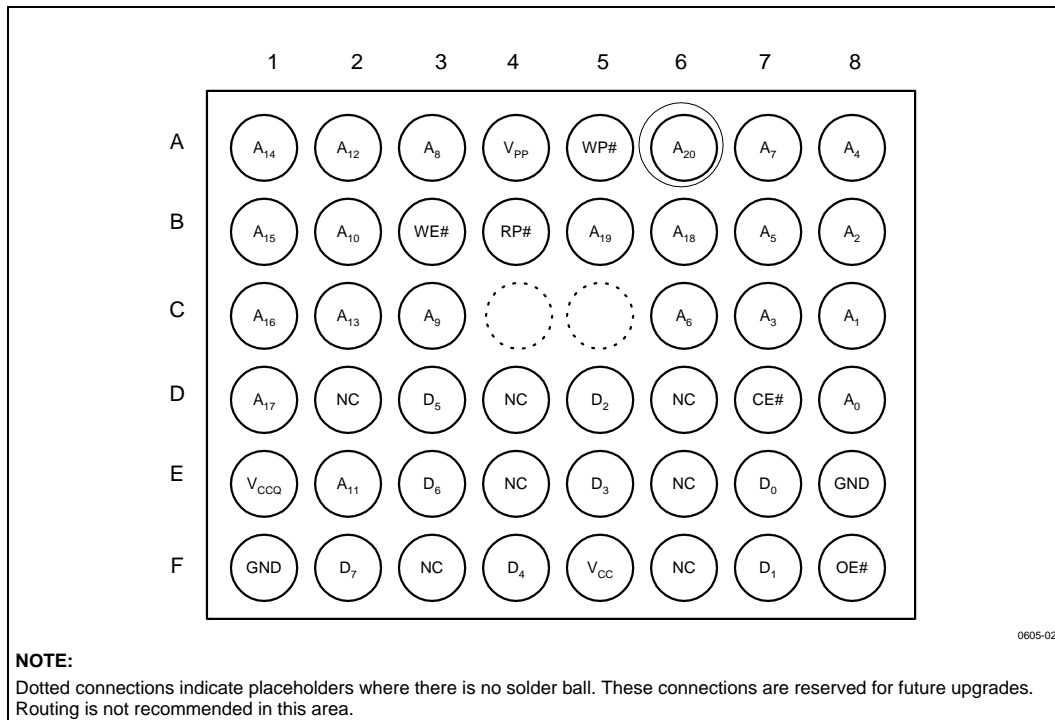 1 2 3 4 5 6 7 8
A A₁₄ A₁₂ A₈ V_PP WP# A₂₀ A₇ A₄
B A₁₅ A₁₀ WE# RP# A₁₉ A₁₈ A₅ A₂
C A₁₆ A₁₃ A₉ A₆ A₃ A₁
D A₁₇ NC D₅ NC D₂ NC CE# A₀
E V_CCQ A₁₁ D₆ NC D₃ NC D₀ GND
F GND D₇ NC D₄ V_CC NC D₁ OE#
0605-02
NOTE:
Dotted connections indicate placeholders where there is no solder ball. These connections are reserved for future upgrades.
Routing is not recommended in this area.